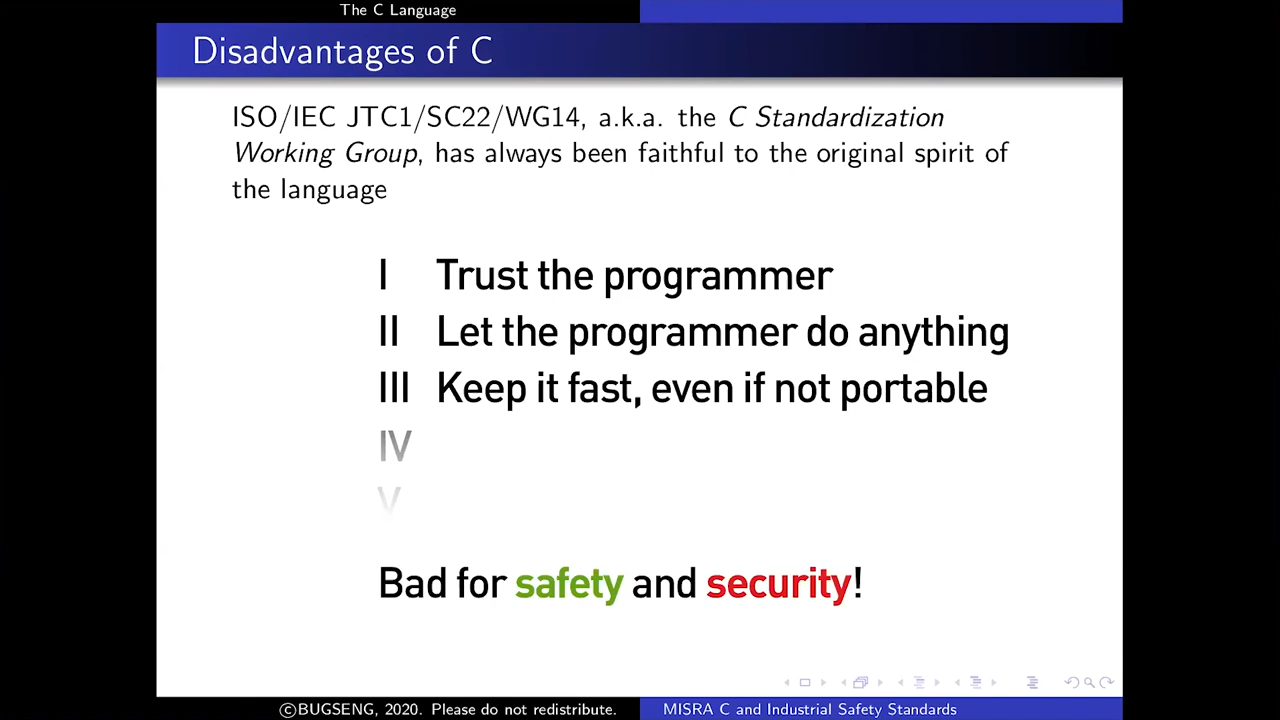 The C Language
Disadvantages of C
ISO/IEC JTC1/SC22/WG14, a.k.a. the C Standardization
Working Group, has always been faithful to the original spirit of
the language
I Trust the programmer
II Let the programmer do anything
III Keep it fast, even if not portable
IV
V
Bad for safety and security!
©BUGSENG, 2020. Please do not redistribute.
MISRA C and Industrial Safety Standards